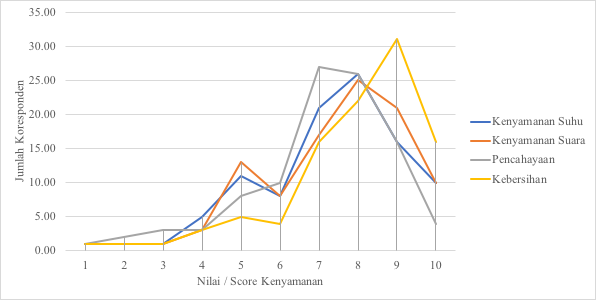 35.00
30.00
25.00
20.00
15.00
10.00
5.00
0.00
Jumlah Koresponden
1 2 3 4 5 6 7 8 9 10
Nilai / Score Kenyamanan
Kenyamanan Suhu
Kenyamanan Suara
Pencahayaan
Kebersihan